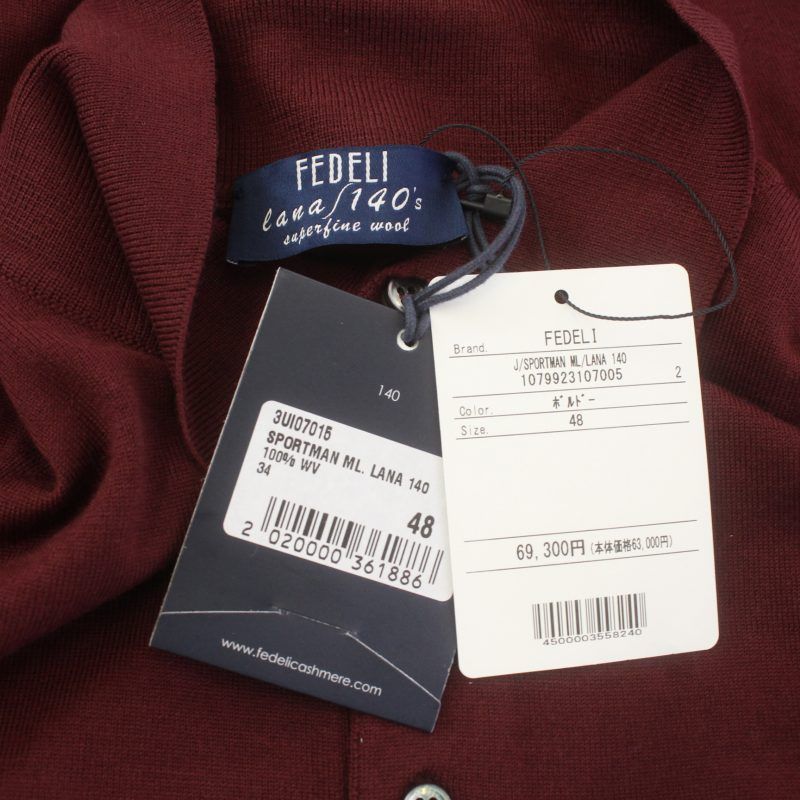 FEDELI
lana/140's
superfine wool
140
3UI07015
SPORTMAN ML. LANA 140
100% WV
34
48
2 020000 361886
www.fedelicashmere.com
Brand. FEDELI
J/SPORTMAN ML/LANA 140
1079923107005 2
Color. ボルドー
Size. 48
69,300円(本体価格63,000円)
4500003558240